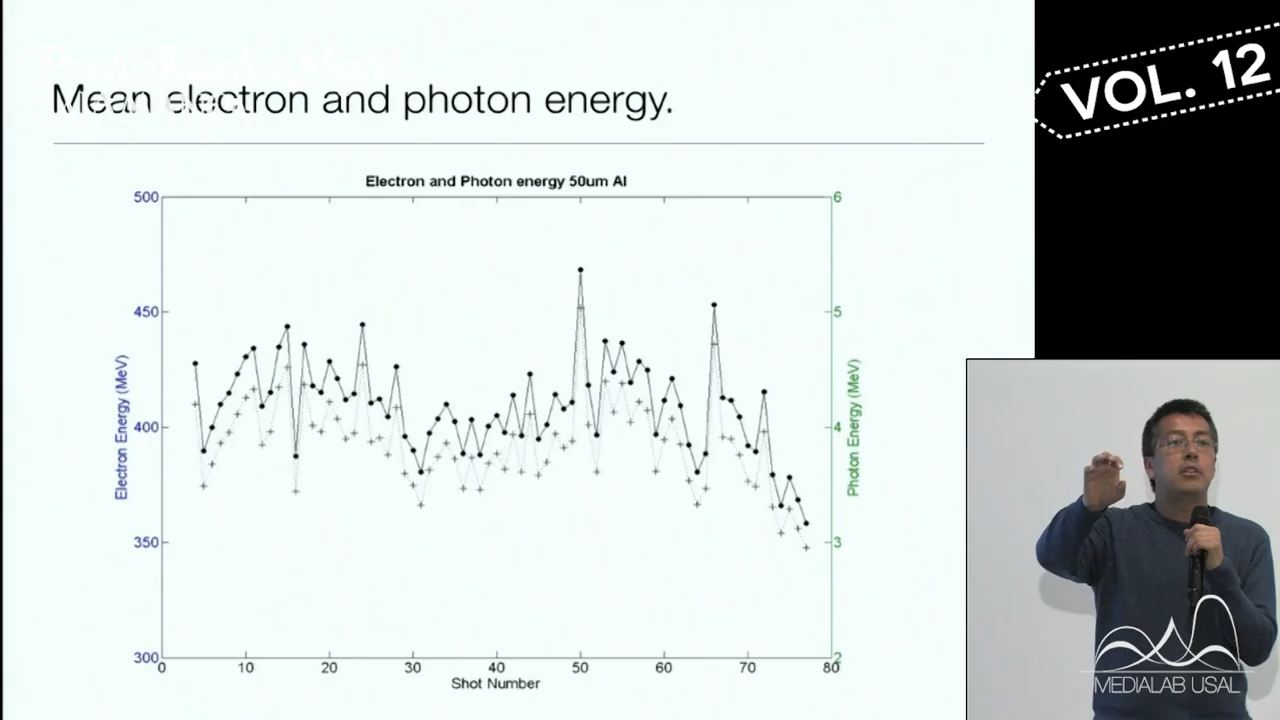 PechaKucha Night
Mean electron and photon energy.
VOL. 12
Electron and Photon energy 50um Al
500
450
400
350
300
Electron Energy (MeV)
6
5
4
3
2
Photon Energy (MeV)
0
10
20
30
40
50
60
70
80
Shot Number
MEDIALAB USAL